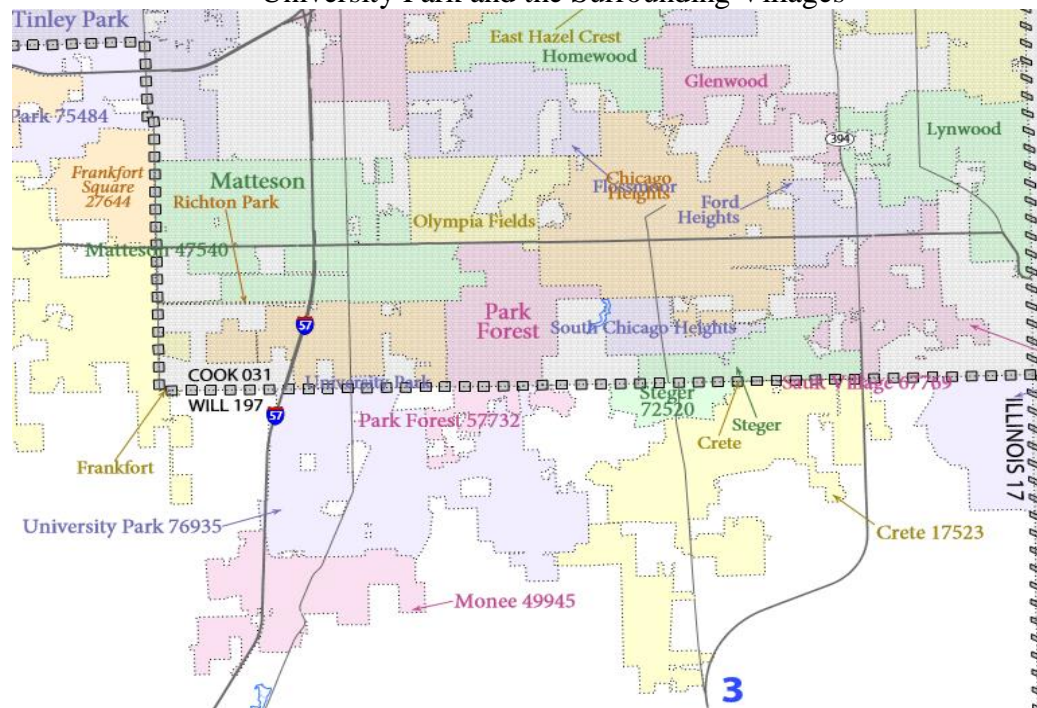 University Park and the Surrounding Villages
Tinley Park
East Hazel Crest
Homewood
Glenwood
Park 75484
394
Lynwood
Frankfort
Square
27644
Matteson
Richton Park
Chicago
Heights
Flossmoor
Ford
Heights
Olympia Fields
Matteson 47540
Park
Forest
South Chicago Heights
57
COOK 031
WILL 197
University Park
Sauk Village 67769
57
Park Forest 57732
Steger
72520
Steger
Crete
ILLINOIS 17
Frankfort
University Park 76935
Crete 17523
Monee 49945
3